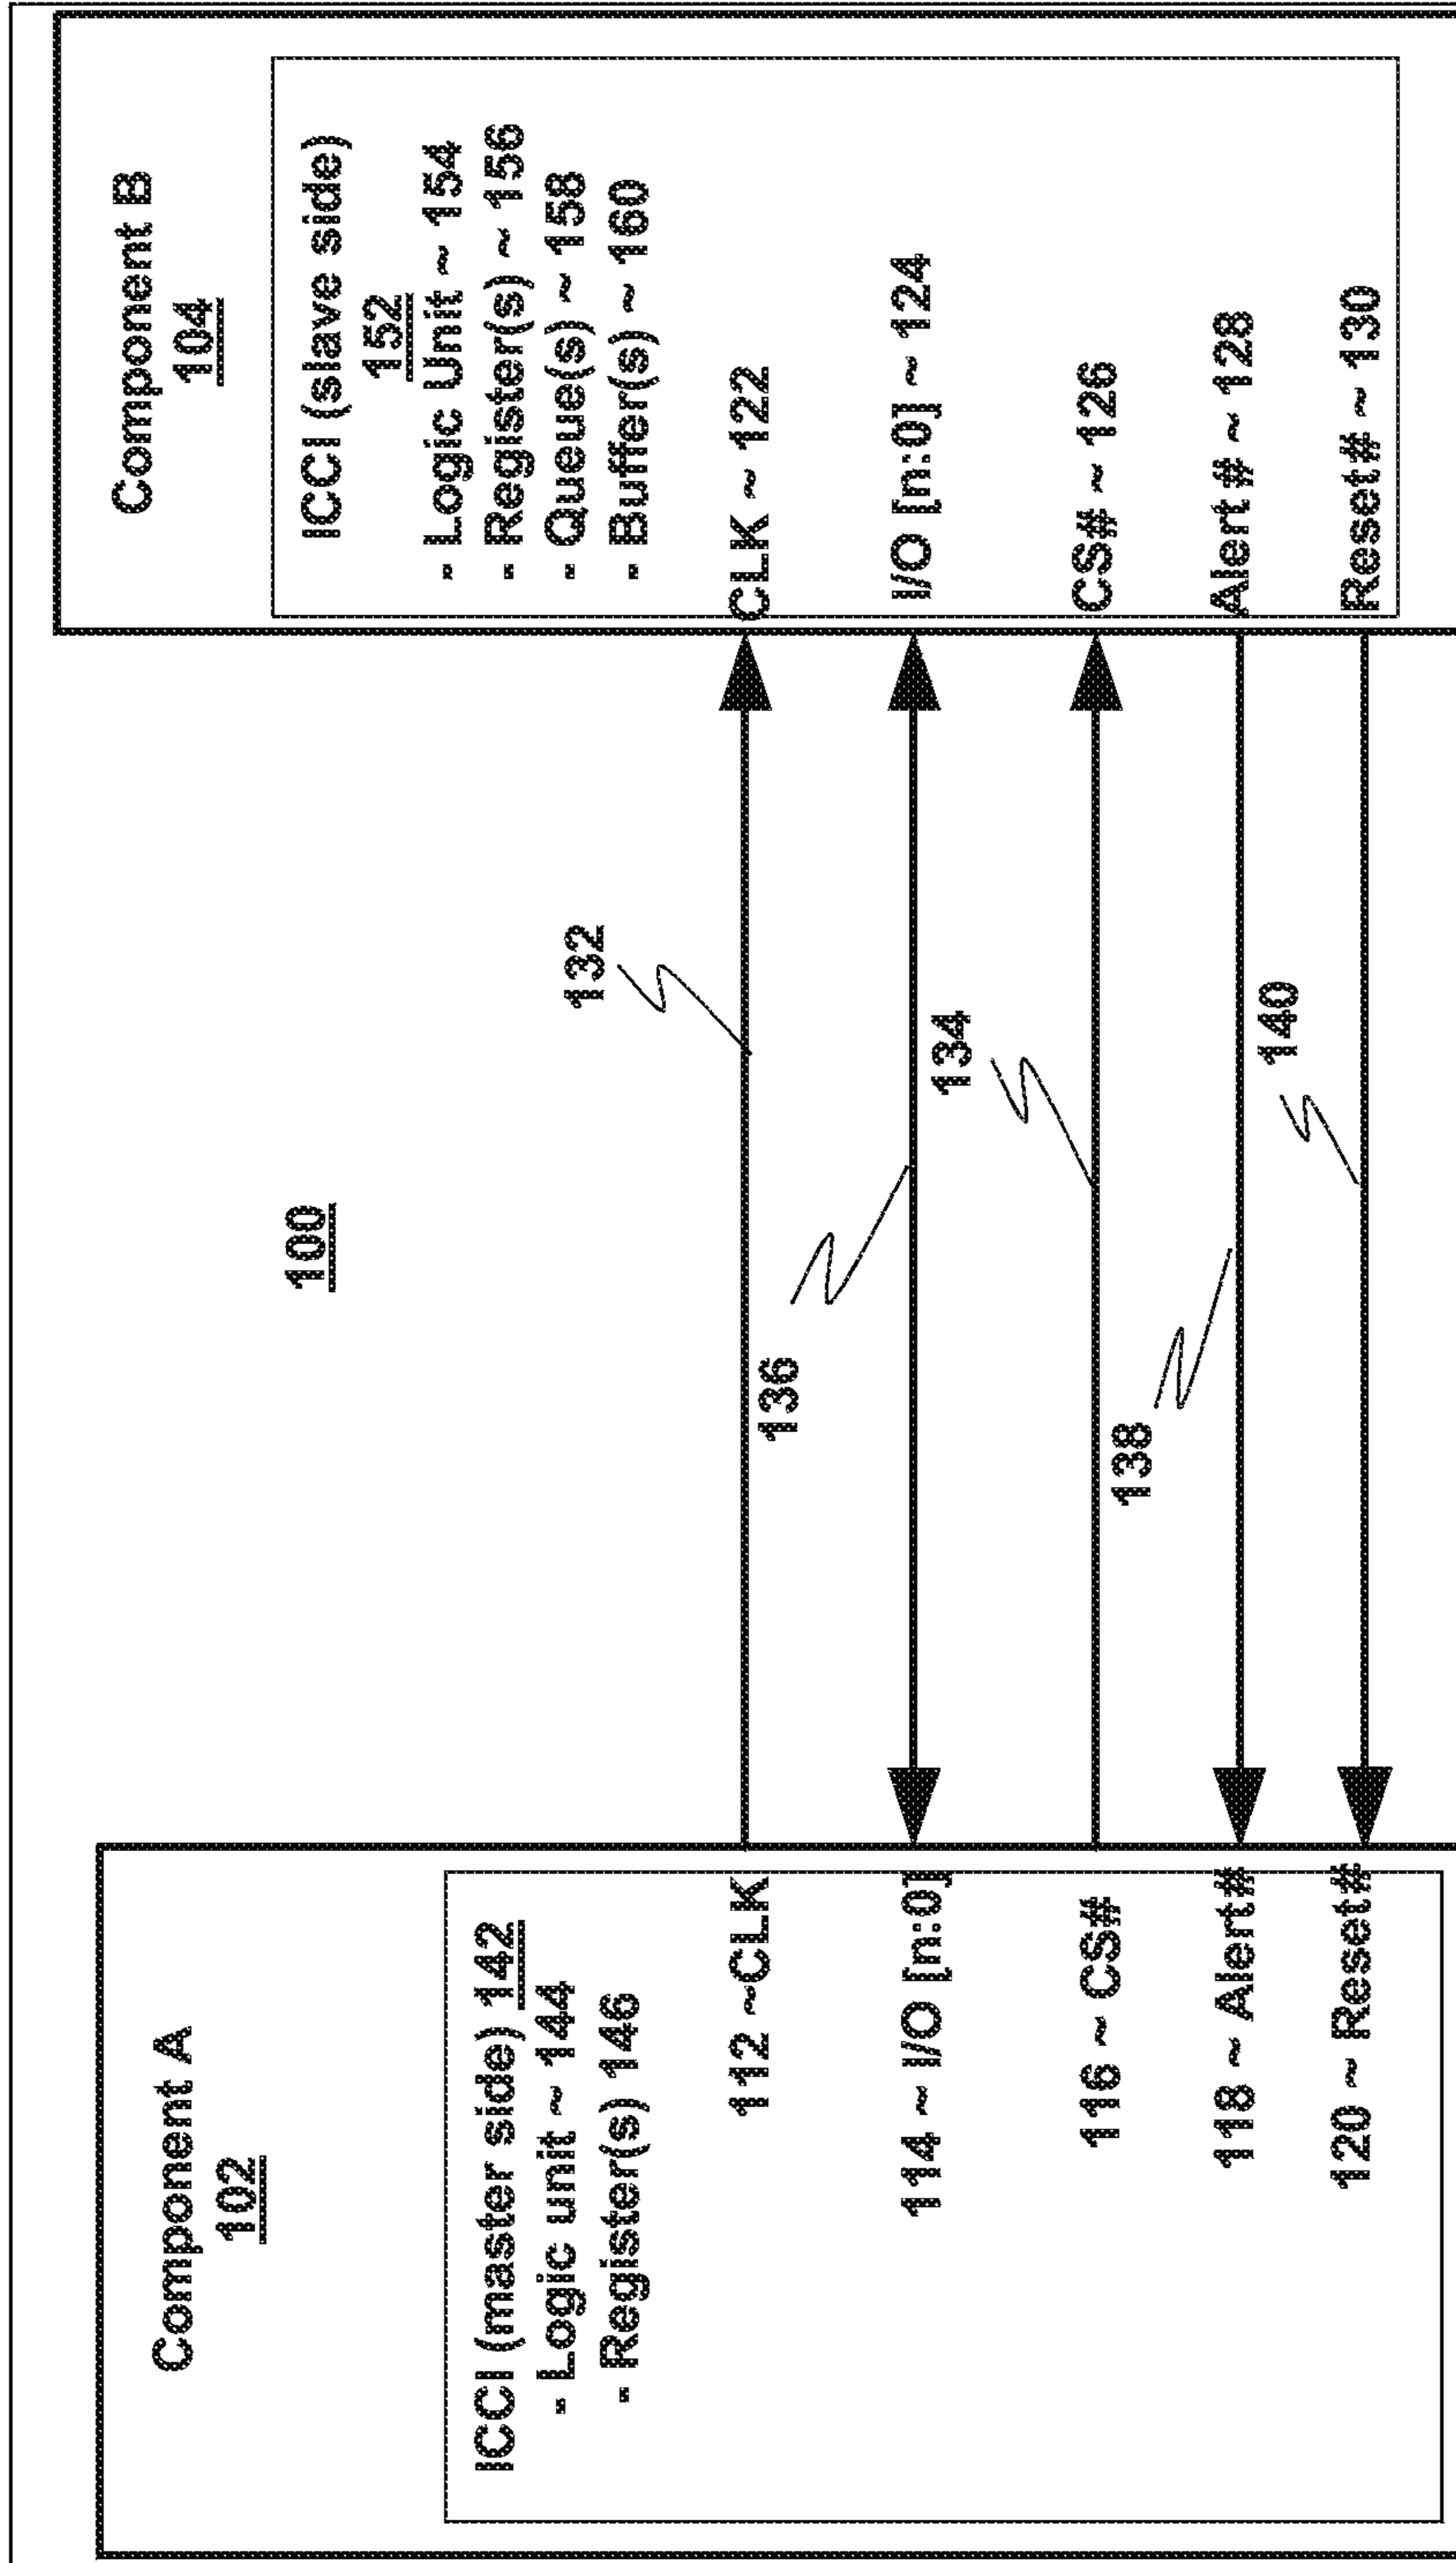 Component A
102
ICCI (master side) 142
- Logic unit ~ 144
- Register(s) 146
112 ~CLK
114 ~ I/O [n:0]
116 ~ CS#
118 ~ Alert#
120 ~ Reset#
100
132
136
134
138
140
Component B
104
ICCI (slave side)
152
- Logic Unit ~ 154
- Register(s) ~ 156
- Queue(s) ~ 158
- Buffer(s) ~ 160
CLK ~ 122
I/O [n:0] ~ 124
CS# ~ 126
Alert# ~ 128
Reset# ~ 130